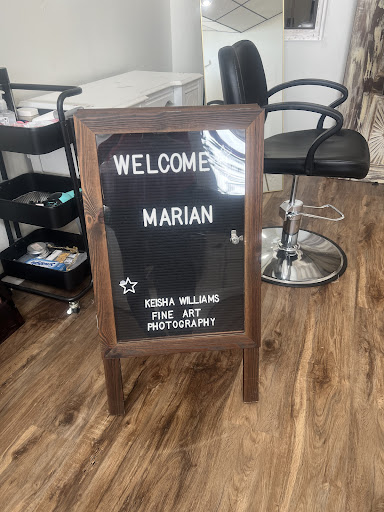 WELCOME
MARIAN
KEISHA WILLIAMS
FINE ART
PHOTOGRAPHY